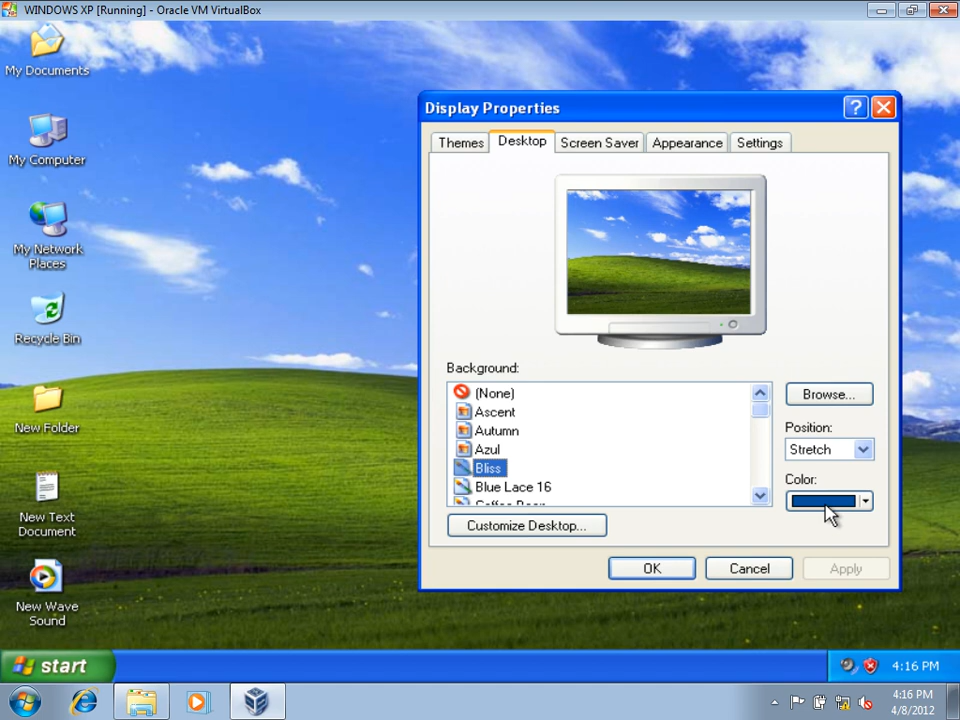 WINDOWS XP [Running] - Oracle VM VirtualBox
My Documents
My Computer
My Network
Places
Recycle Bin
New Folder
New Text
Document
New Wave
Sound
Display Properties
?
Themes
Desktop
Screen Saver
Appearance
Settings
Background:
(None)
Ascent
Autumn
Azul
Bliss
Blue Lace 16
Coffee Bean
Browse...
Position:
Stretch
Color:
Customize Desktop...
OK
Cancel
Apply
start
4:16 PM
4:16 PM
4/8/2012